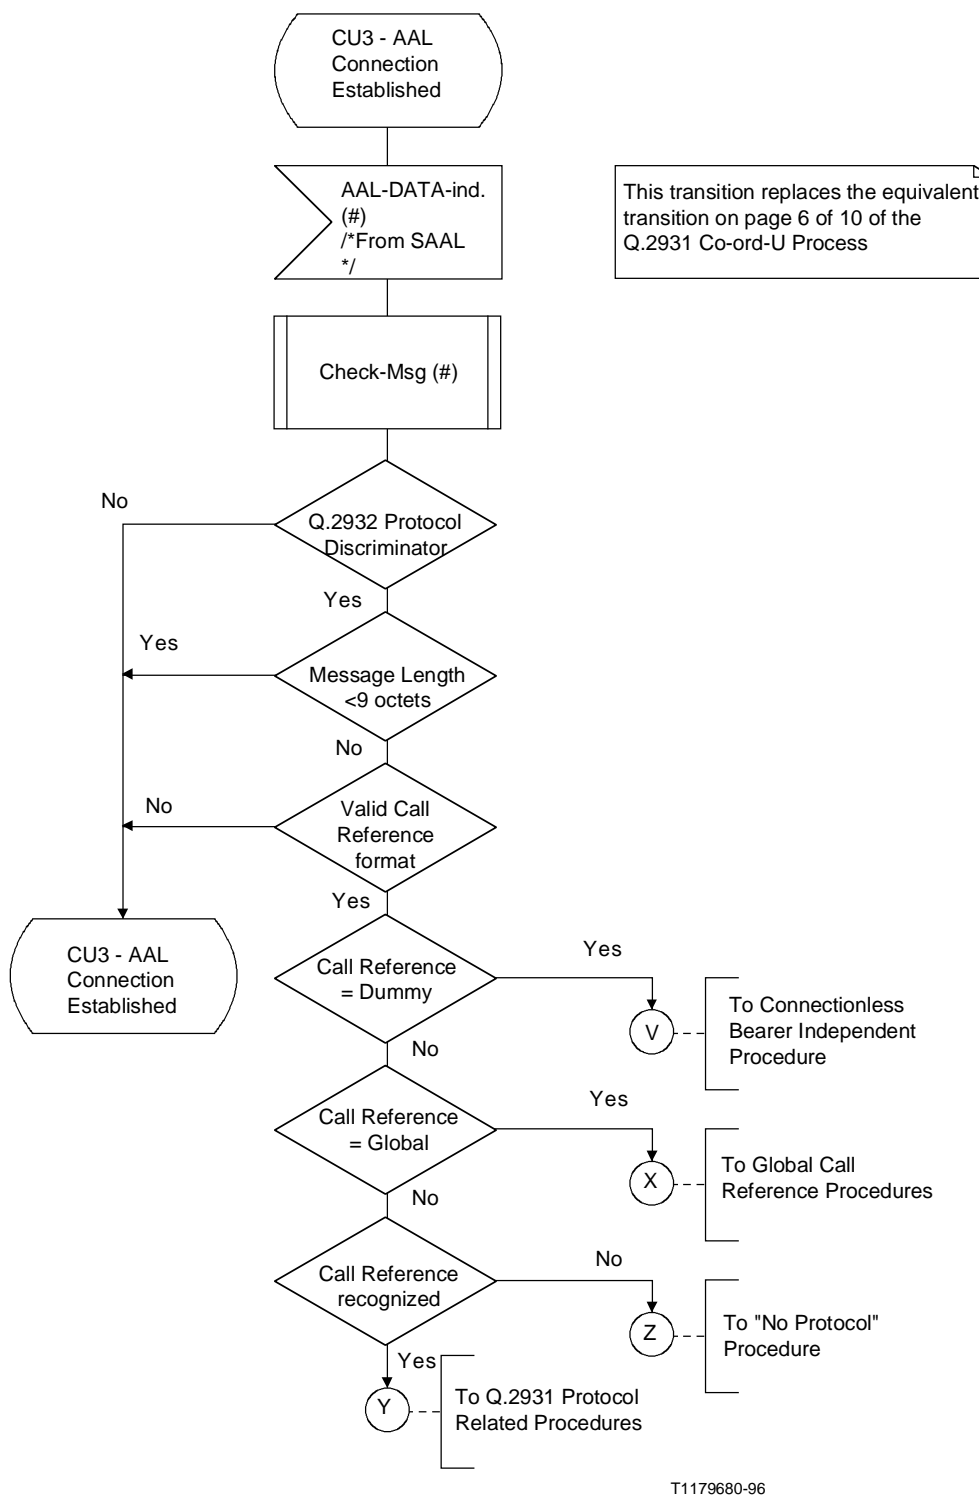 CU3 - AAL
Connection
Established
AAL-DATA-ind.
(#)
/*From SAAL
*/
This transition replaces the equivalent
transition on page 6 of 10 of the
Q.2931 Co-ord-U Process
Check-Msg (#)
No
Q.2932 Protocol
Discriminator
Yes
Yes
Message Length
<9 octets
No
No
Valid Call
Reference
format
Yes
CU3 - AAL
Connection
Established
Call Reference
= Dummy
Yes
V
To Connectionless
Bearer Independent
Procedure
No
Call Reference
= Global
Yes
X
To Global Call
Reference Procedures
No
Call Reference
recognized
No
Z
To "No Protocol"
Procedure
Yes
Y
To Q.2931 Protocol
Related Procedures
T1179680-96